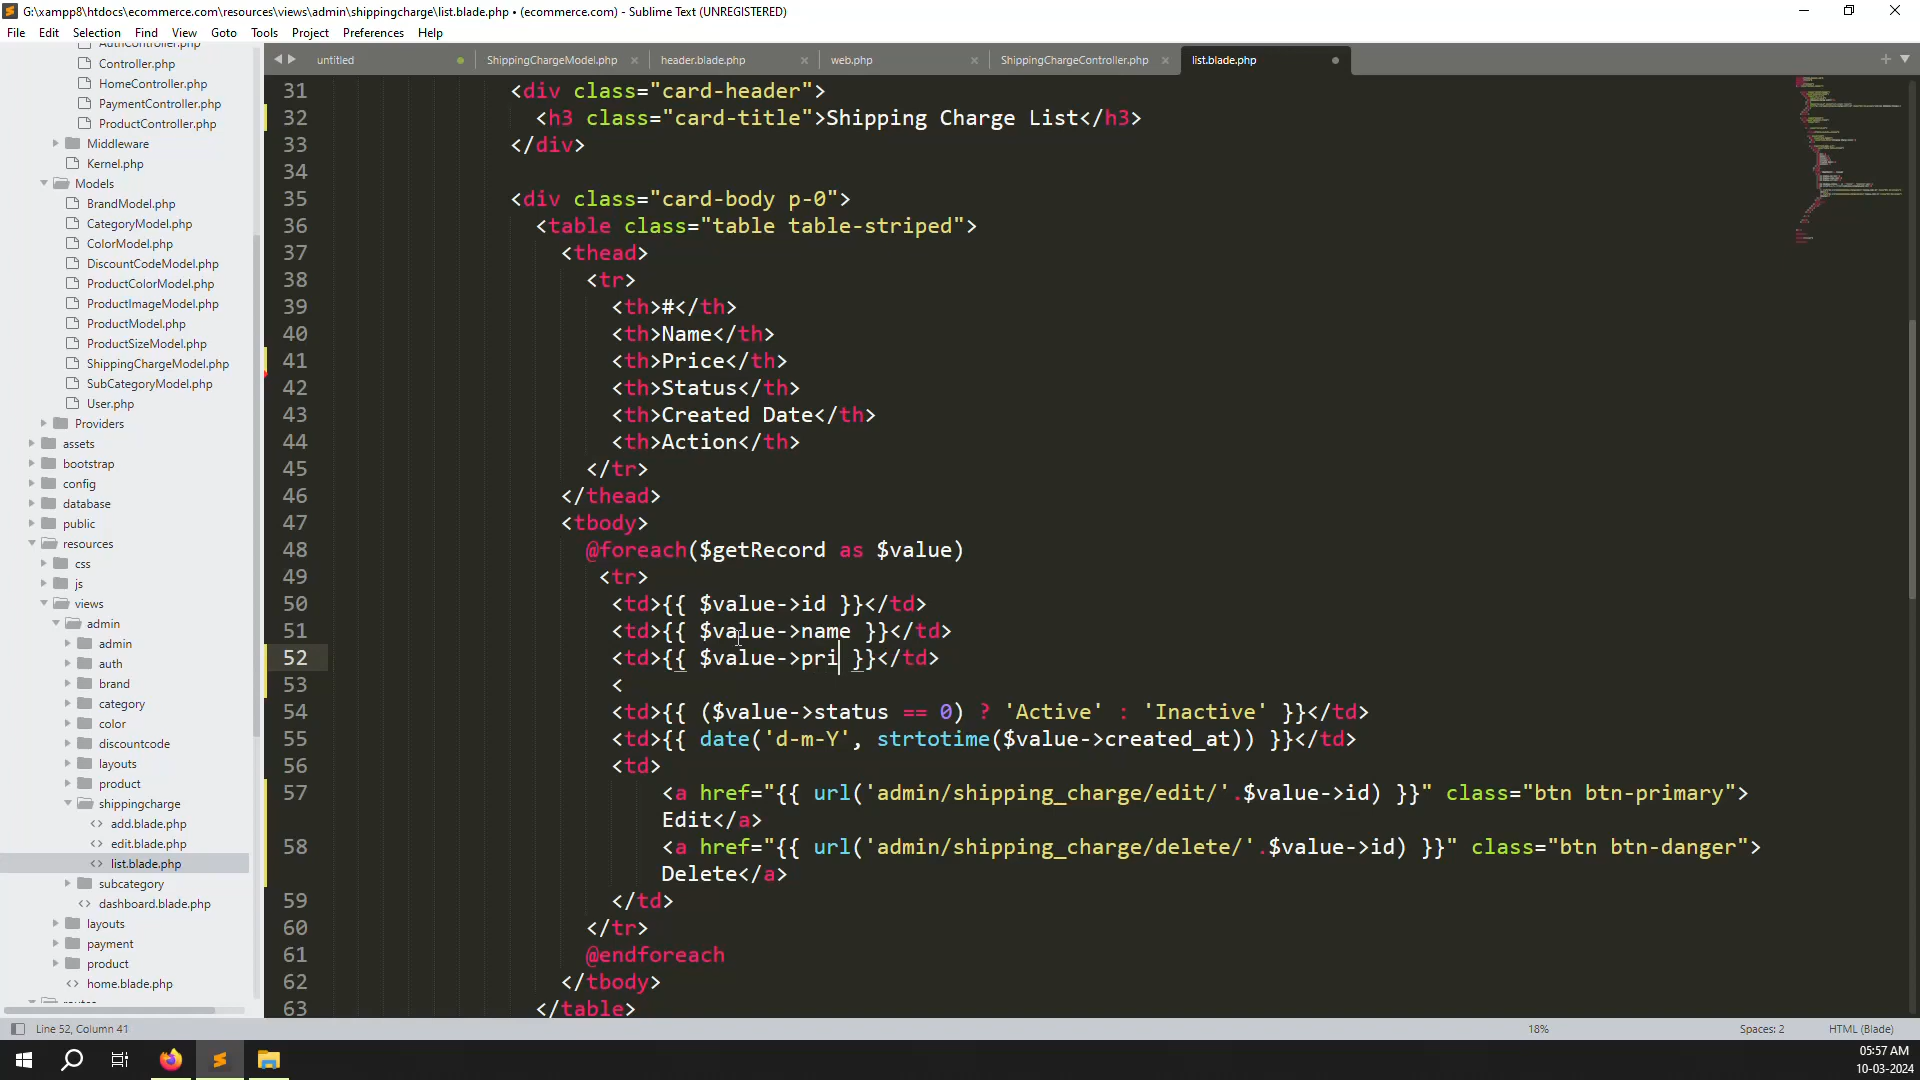 G:\xampp8\htdocs\ecommerce.com\resources\views\admin\shippingcharge\list.blade.php • (ecommerce.com) - Sublime Text (UNREGISTERED)
File Edit Selection Find View Goto Tools Project Preferences Help
untitled ShippingChargeModel.php header.blade.php web.php ShippingChargeController.php list.blade.php
AuthController.php
Controller.php
HomeController.php
PaymentController.php
ProductController.php
Middleware
Kernel.php
Models
BrandModel.php
CategoryModel.php
ColorModel.php
DiscountCodeModel.php
ProductColorModel.php
ProductImageModel.php
ProductModel.php
ProductSizeModel.php
ShippingChargeModel.php
SubCategoryModel.php
User.php
Providers
assets
bootstrap
config
database
public
resources
css
js
views
admin
admin
auth
brand
category
color
discountcode
layouts
product
shippingcharge
add.blade.php
edit.blade.php
list.blade.php
subcategory
dashboard.blade.php
layouts
payment
product
home.blade.php
31 <div class="card-header">
32 <h3 class="card-title">Shipping Charge List</h3>
33 </div>
34
35 <div class="card-body p-0">
36 <table class="table table-striped">
37 <thead>
38 <tr>
39 <th>#</th>
40 <th>Name</th>
41 <th>Price</th>
42 <th>Status</th>
43 <th>Created Date</th>
44 <th>Action</th>
45 </tr>
46 </thead>
47 <tbody>
48 @foreach($getRecord as $value)
49 <tr>
50 <td>{{ $value->id }}</td>
51 <td>{{ $value->name }}</td>
52 <td>{{ $value->pri }}</td>
53 <
54 <td>{{ ($value->status == 0) ? 'Active' : 'Inactive' }}</td>
55 <td>{{ date('d-m-Y', strtotime($value->created_at)) }}</td>
56 <td>
57 <a href="{{ url('admin/shipping_charge/edit/'.$value->id) }}" class="btn btn-primary">
Edit</a>
58 <a href="{{ url('admin/shipping_charge/delete/'.$value->id) }}" class="btn btn-danger">
Delete</a>
59 </td>
60 </tr>
61 @endforeach
62 </tbody>
63 </table>
Line 52, Column 41 18% Spaces: 2 HTML (Blade)
05:57 AM
10-03-2024